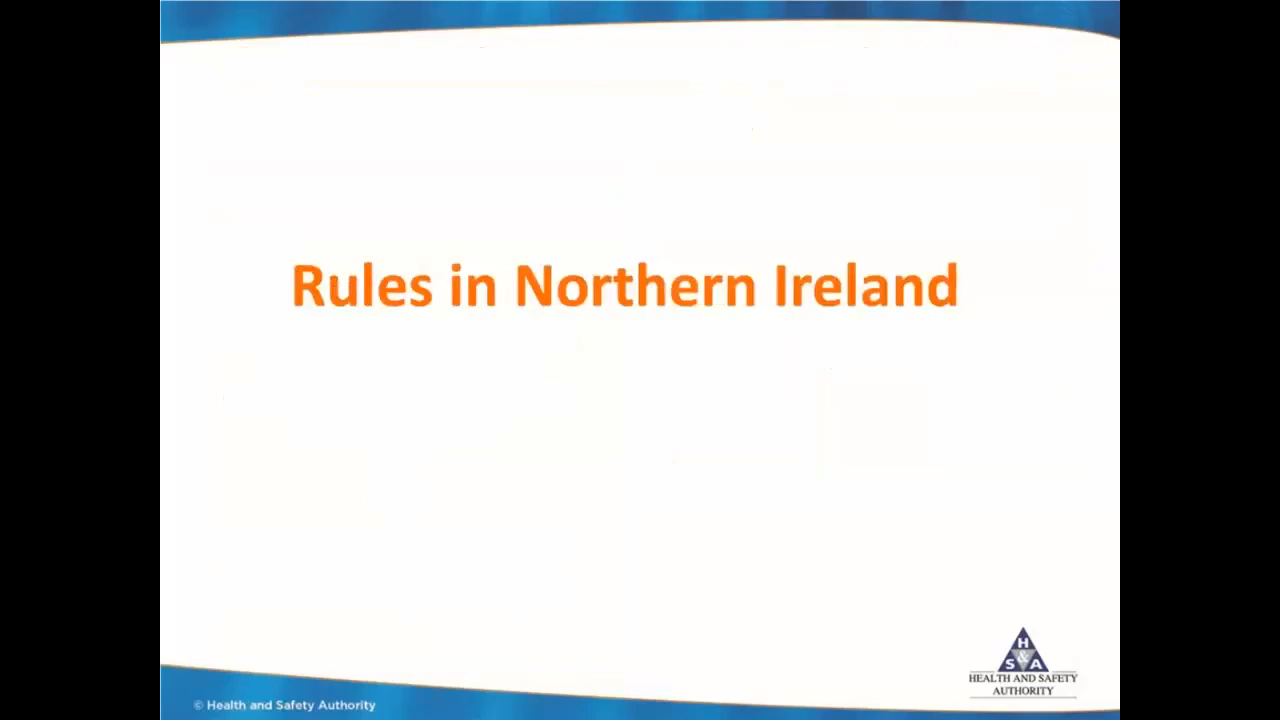 Rules in Northern Ireland
H
S & A
HEALTH AND SAFETY
AUTHORITY
© Health and Safety Authority